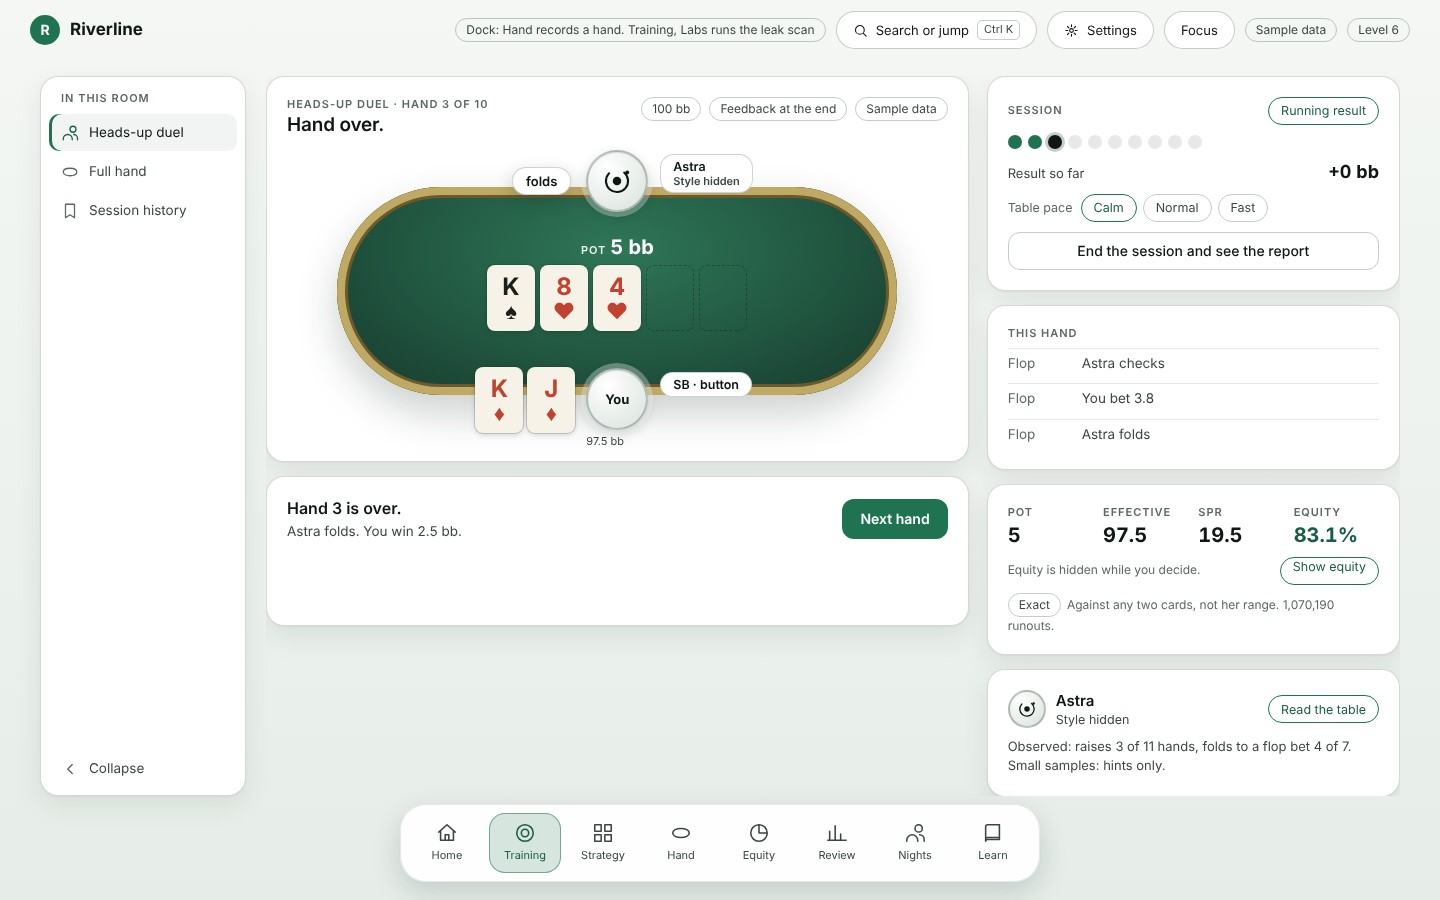 R Riverline
Dock: Hand records a hand. Training, Labs runs the leak scan
Search or jump Ctrl K
Settings
Focus
Sample data
Level 6
IN THIS ROOM
Heads-up duel
Full hand
Session history
Collapse
HEADS-UP DUEL · HAND 3 OF 10
Hand over.
100 bb
Feedback at the end
Sample data
folds
Astra
Style hidden
POT 5 bb
K 8 4
K J
You
SB · button
97.5 bb
Hand 3 is over.
Astra folds. You win 2.5 bb.
Next hand
SESSION
Running result
Result so far +0 bb
Table pace Calm Normal Fast
End the session and see the report
THIS HAND
Flop Astra checks
Flop You bet 3.8
Flop Astra folds
POT EFFECTIVE SPR EQUITY
5 97.5 19.5 83.1%
Equity is hidden while you decide.
Show equity
Exact Against any two cards, not her range. 1,070,190
runouts.
Astra
Style hidden
Read the table
Observed: raises 3 of 11 hands, folds to a flop bet 4 of 7.
Small samples: hints only.
Home Training Strategy Hand Equity Review Nights Learn